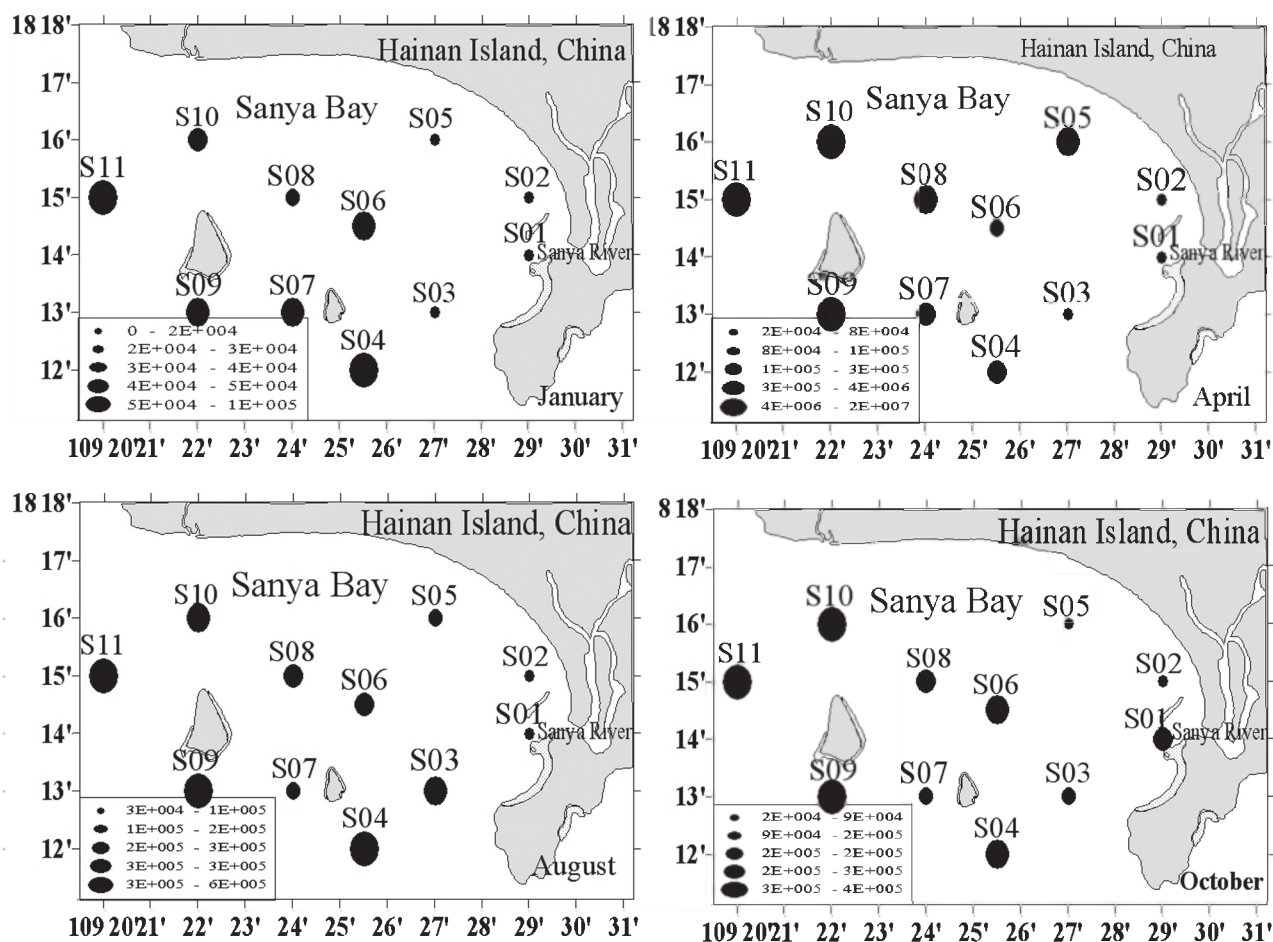 18 18'
Hainan Island, China
17'
Sanya Bay
S10
S05
16'
S11
S08
S02
15'
S06
S01
14'
Sanya River
S09
S07
S03
13'
0 - 2E+004
2E+004 - 3E+004
S04
12'
3E+004 - 4E+004
4E+004 - 5E+004
5E+004 - 1E+005
January
109 20' 21' 22' 23' 24' 25' 26' 27' 28' 29' 30' 31'
18 18'
Hainan Island, China
17'
Sanya Bay
S10
S05
16'
S11
S08
S02
15'
S06
S01
14'
Sanya River
S09
S07
S03
13'
2E+004 - 8E+004
8E+004 - 1E+005
S04
12'
1E+005 - 3E+005
3E+005 - 4E+006
4E+006 - 2E+007
April
109 20' 21' 22' 23' 24' 25' 26' 27' 28' 29' 30' 31'
18 18'
Hainan Island, China
17'
Sanya Bay
S10
S05
16'
S11
S08
S02
15'
S06
S01
14'
Sanya River
S09
S07
S03
13'
3E+004 - 1E+005
1E+005 - 2E+005
S04
12'
2E+005 - 3E+005
3E+005 - 3E+005
3E+005 - 6E+005
August
109 20' 21' 22' 23' 24' 25' 26' 27' 28' 29' 30' 31'
8 18'
Hainan Island, China
17'
Sanya Bay
S10
S05
16'
S11
S08
S02
15'
S06
S01
14'
Sanya River
S09
S07
S03
13'
2E+004 - 9E+004
9E+004 - 2E+005
S04
12'
2E+005 - 2E+005
2E+005 - 3E+005
3E+005 - 4E+005
October
109 20' 21' 22' 23' 24' 25' 26' 27' 28' 29' 30' 31'